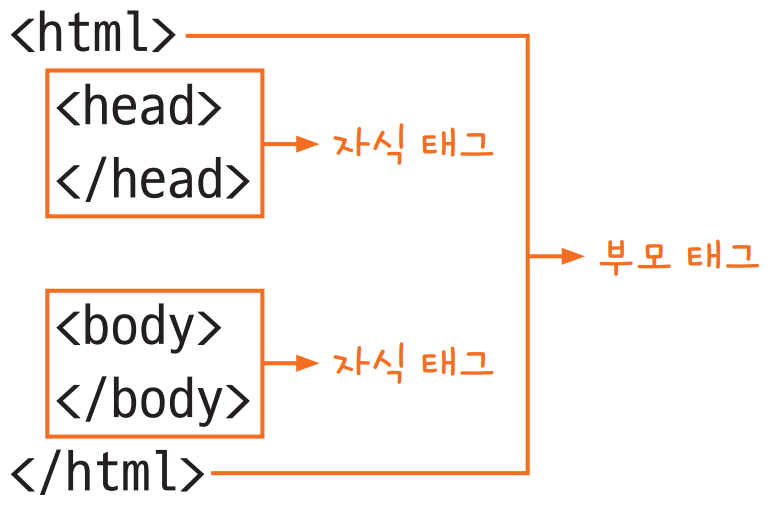 <html>
<head>
자식 태그
</head>
부모 태그
<body>
자식 태그
</body>
</html>